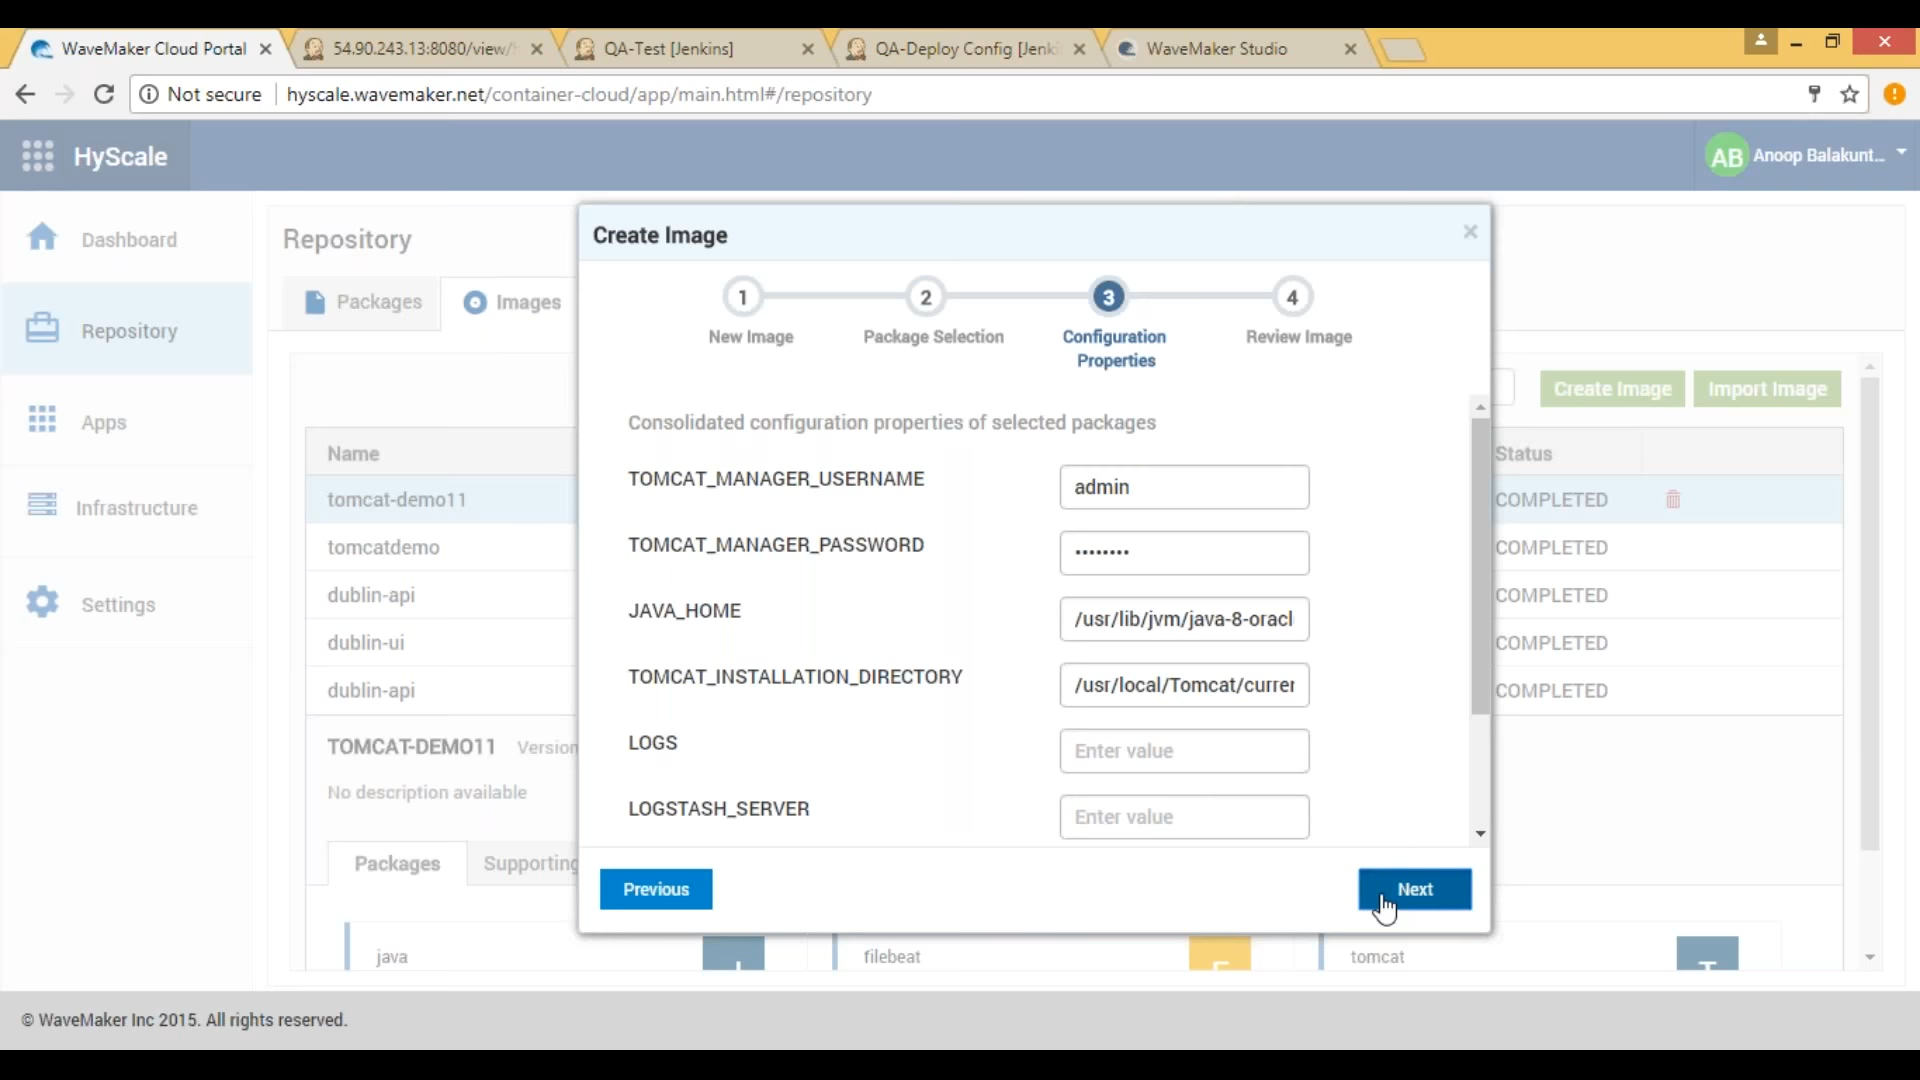 WaveMaker Cloud Portal
54.90.243.13:8080/view/
QA-Test [Jenkins]
QA-Deploy Config [Jenki
WaveMaker Studio
Not secure
hyscale.wavemaker.net/container-cloud/app/main.html#/repository
HyScale
AB
Anoop Balakunt...
Dashboard
Repository
Apps
Infrastructure
Settings
Repository
Packages
Images
Create Image
Import Image
Name
Status
tomcat-demo11
COMPLETED
tomcatdemo
COMPLETED
dublin-api
COMPLETED
dublin-ui
COMPLETED
dublin-api
COMPLETED
TOMCAT-DEMO11 Version
No description available
Packages
Supporting
java
filebeat
tomcat
Create Image
1
2
3
4
New Image
Package Selection
Configuration
Properties
Review Image
Consolidated configuration properties of selected packages
TOMCAT_MANAGER_USERNAME
admin
TOMCAT_MANAGER_PASSWORD
••••••••
JAVA_HOME
/usr/lib/jvm/java-8-oracl
TOMCAT_INSTALLATION_DIRECTORY
/usr/local/Tomcat/currer
LOGS
Enter value
LOGSTASH_SERVER
Enter value
Previous
Next
© WaveMaker Inc 2015. All rights reserved.